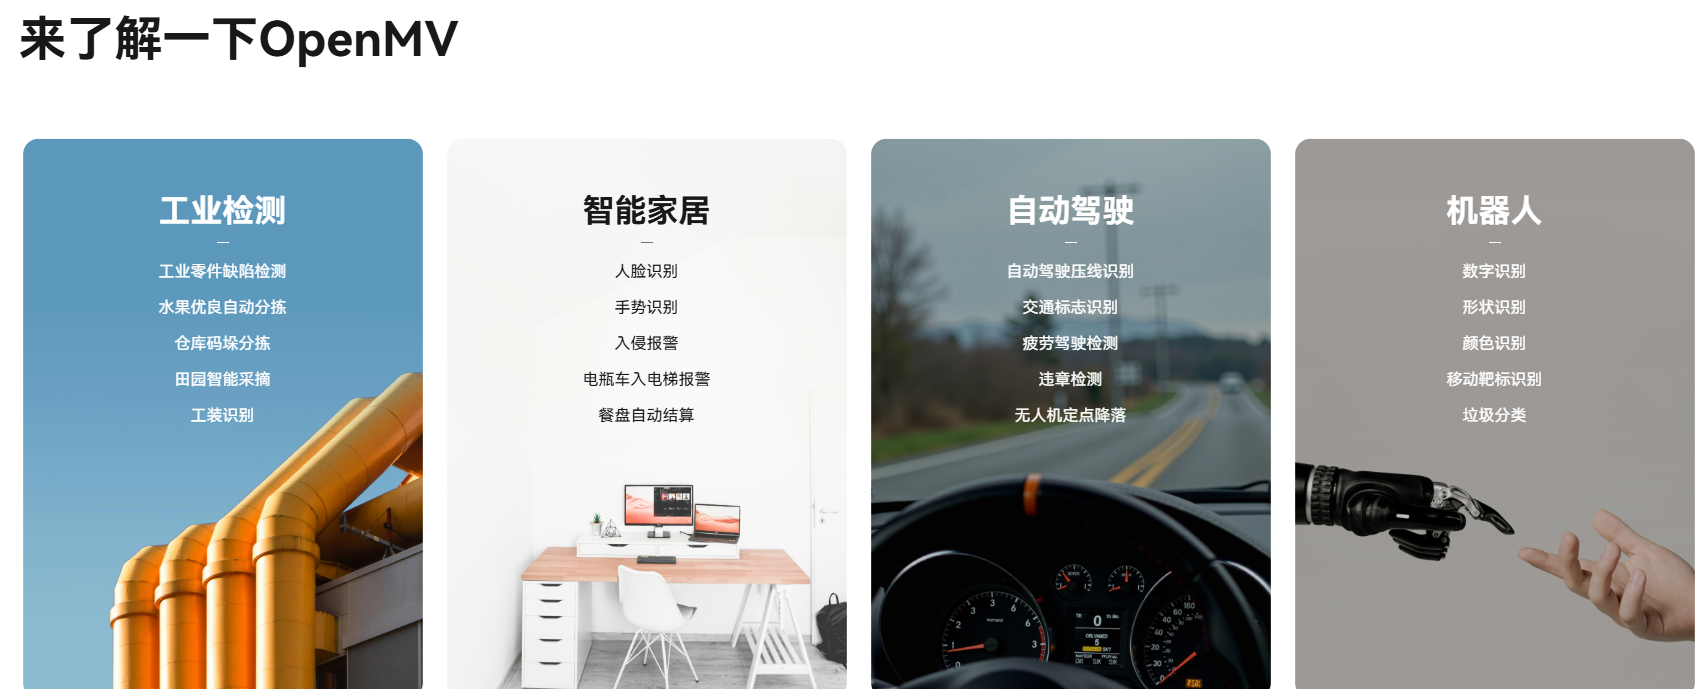 来了解一下OpenMV
工业检测
工业零件缺陷检测
水果优良自动分拣
仓库码垛分拣
田园智能采摘
工装识别
智能家居
人脸识别
手势识别
入侵报警
电瓶车入电梯报警
餐盘自动结算
自动驾驶
自动驾驶压线识别
交通标志识别
疲劳驾驶检测
违章检测
无人机定点降落
机器人
数字识别
形状识别
颜色识别
移动靶标识别
垃圾分类